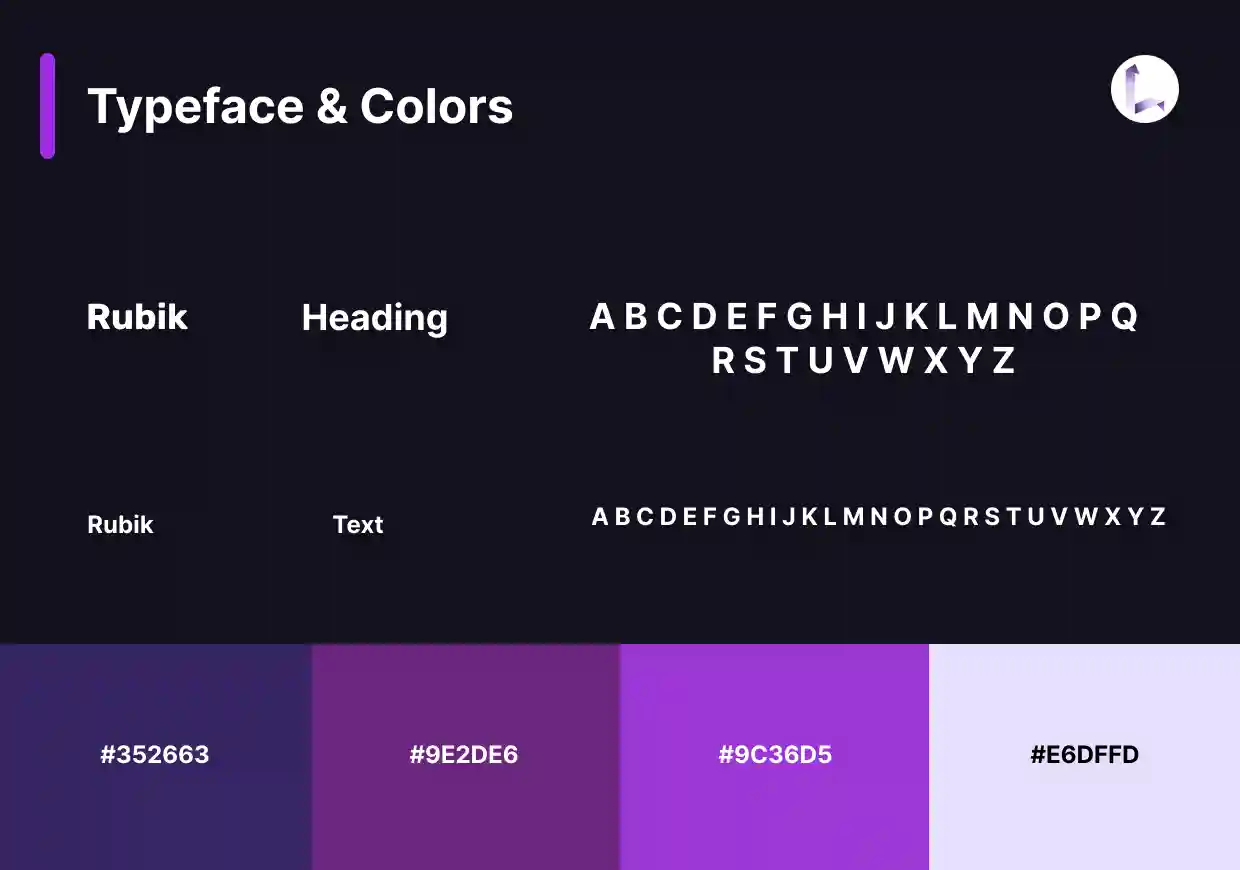 Typeface & Colors
Rubik
Heading
A B C D E F G H I J K L M N O P Q
R S T U V W X Y Z
Rubik
Text
A B C D E F G H I J K L M N O P Q R S T U V W X Y Z
#352663
#9E2DE6
#9C36D5
#E6DFFD